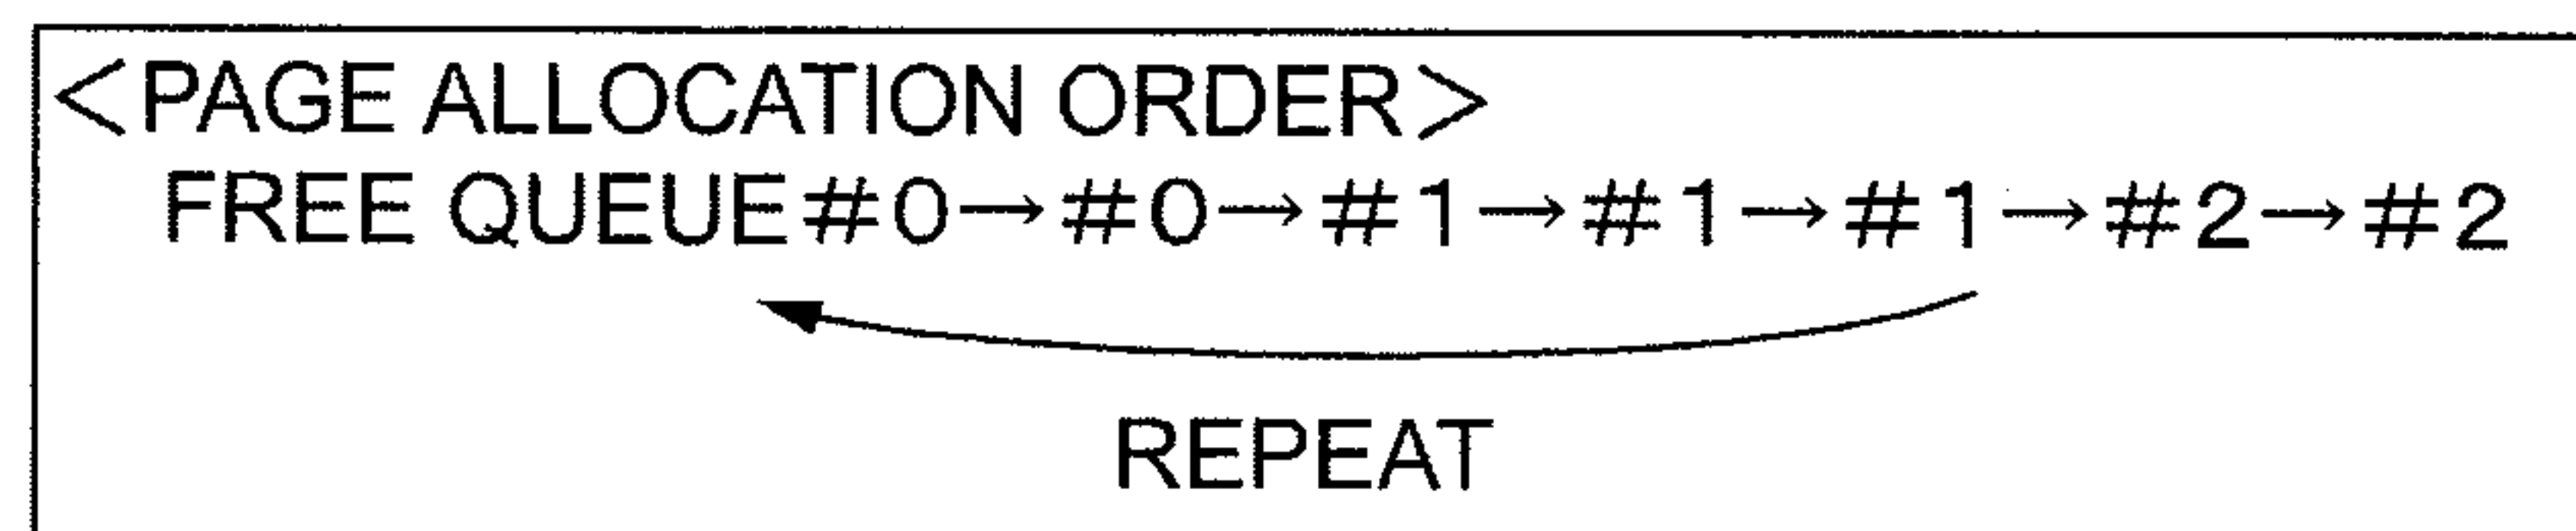 <PAGE ALLOCATION ORDER>
FREE QUEUE#0→#0→#1→#1→#1→#2→#2
REPEAT